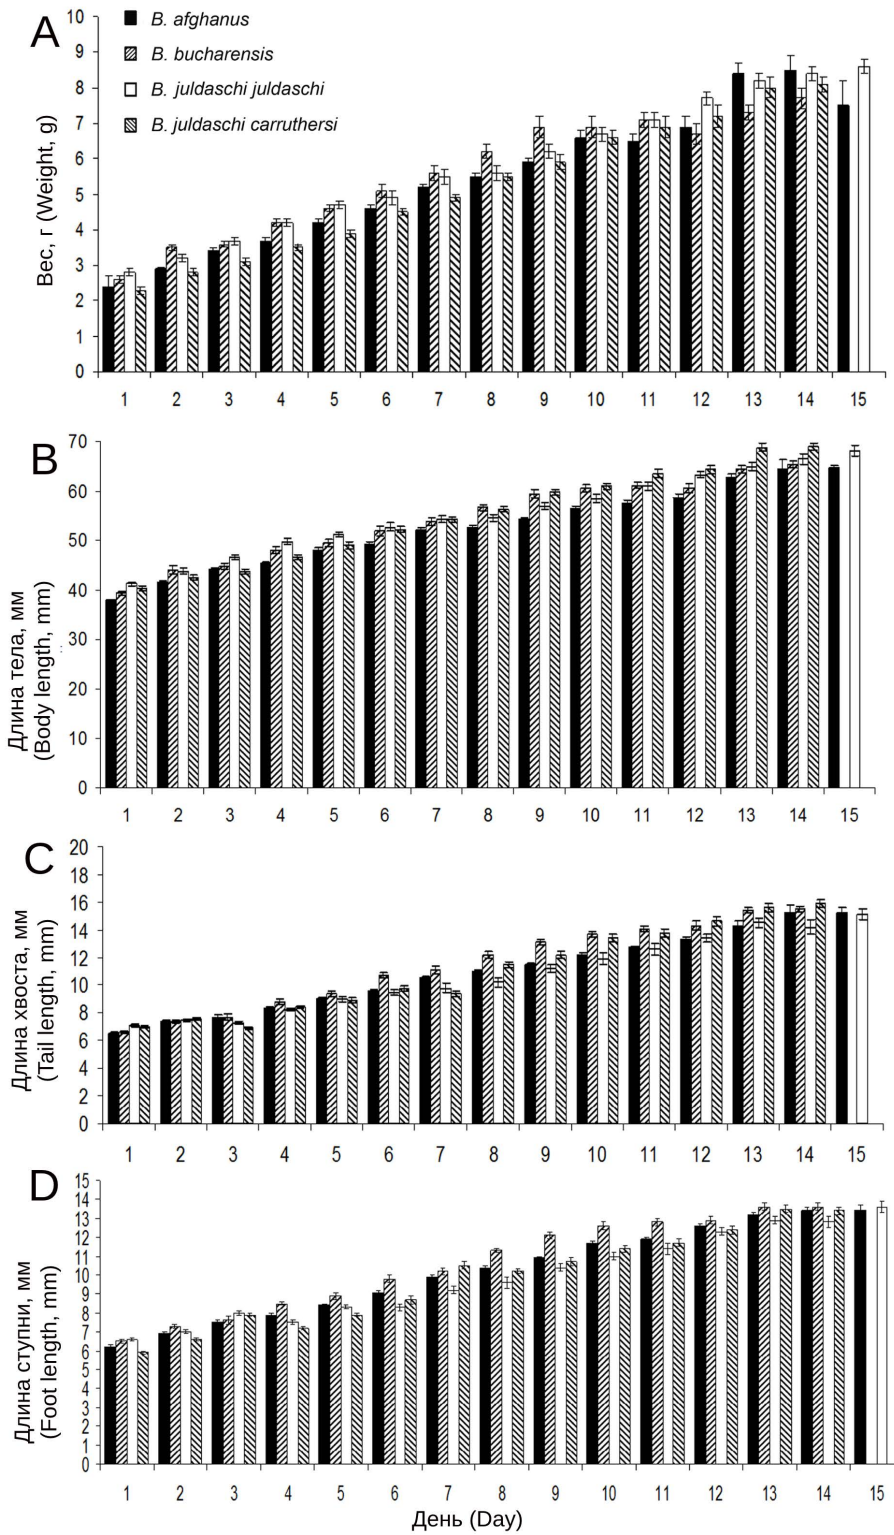 A
B. afghanus
B. bucharensis
B. juldaschi juldaschi
B. juldaschi carruthersi
Вес, г (Weight, g)
10
9
8
7
6
5
4
3
2
1
0
1 2 3 4 5 6 7 8 9 10 11 12 13 14 15
B
Длина тела, мм
(Body length, mm)
70
60
50
40
30
20
10
0
1 2 3 4 5 6 7 8 9 10 11 12 13 14 15
C
Длина хвоста, мм
(Tail length, mm)
20
18
16
14
12
10
8
6
4
2
0
1 2 3 4 5 6 7 8 9 10 11 12 13 14 15
D
Длина ступни, мм
(Foot length, mm)
15
14
13
12
11
10
9
8
7
6
5
4
3
2
1
0
1 2 3 4 5 6 7 8 9 10 11 12 13 14 15
День (Day)